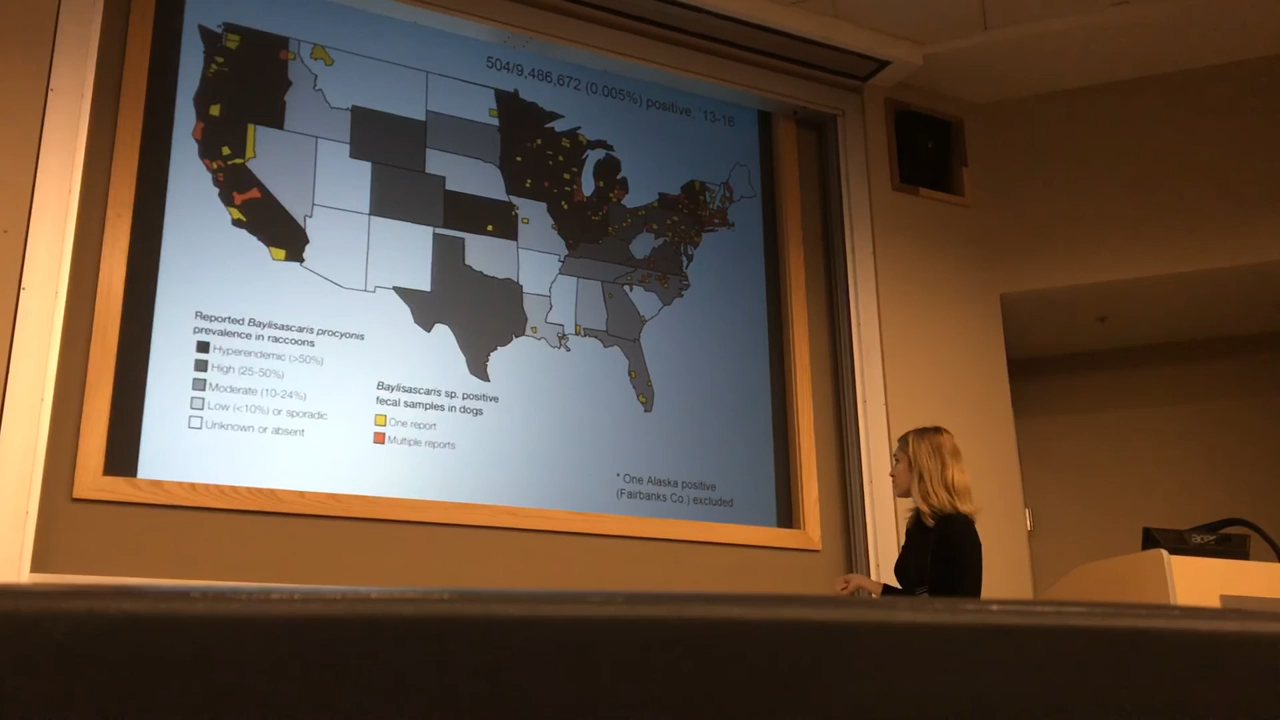 504/9,486,672 (0.005%) positive, '13-16
Reported Baylisascaris procyonis
prevalence in raccoons
Hyperendemic (>50%)
High (25-50%)
Moderate (10-24%)
Low (<10%) or sporadic
Unknown or absent
Baylisascaris sp. positive
fecal samples in dogs
One report
Multiple reports
* One Alaska positive
(Fairbanks Co.) excluded
acer